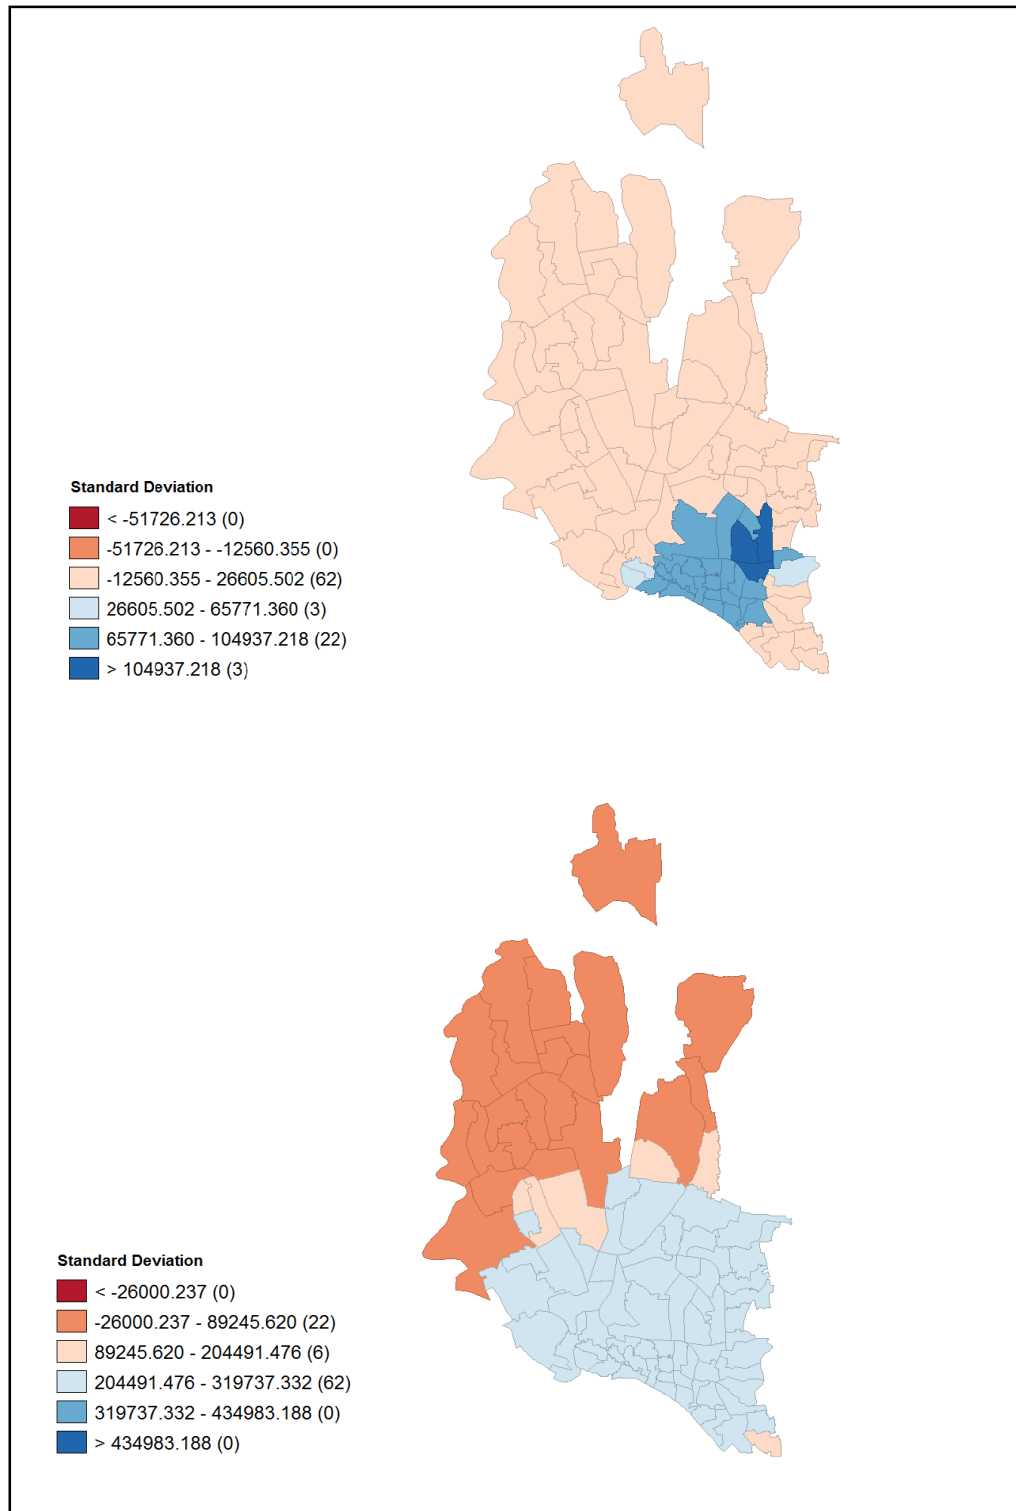 Standard Deviation
< -51726.213 (0)
-51726.213 - -12560.355 (0)
-12560.355 - 26605.502 (62)
26605.502 - 65771.360 (3)
65771.360 - 104937.218 (22)
> 104937.218 (3)
Standard Deviation
< -26000.237 (0)
-26000.237 - 89245.620 (22)
89245.620 - 204491.476 (6)
204491.476 - 319737.332 (62)
319737.332 - 434983.188 (0)
> 434983.188 (0)